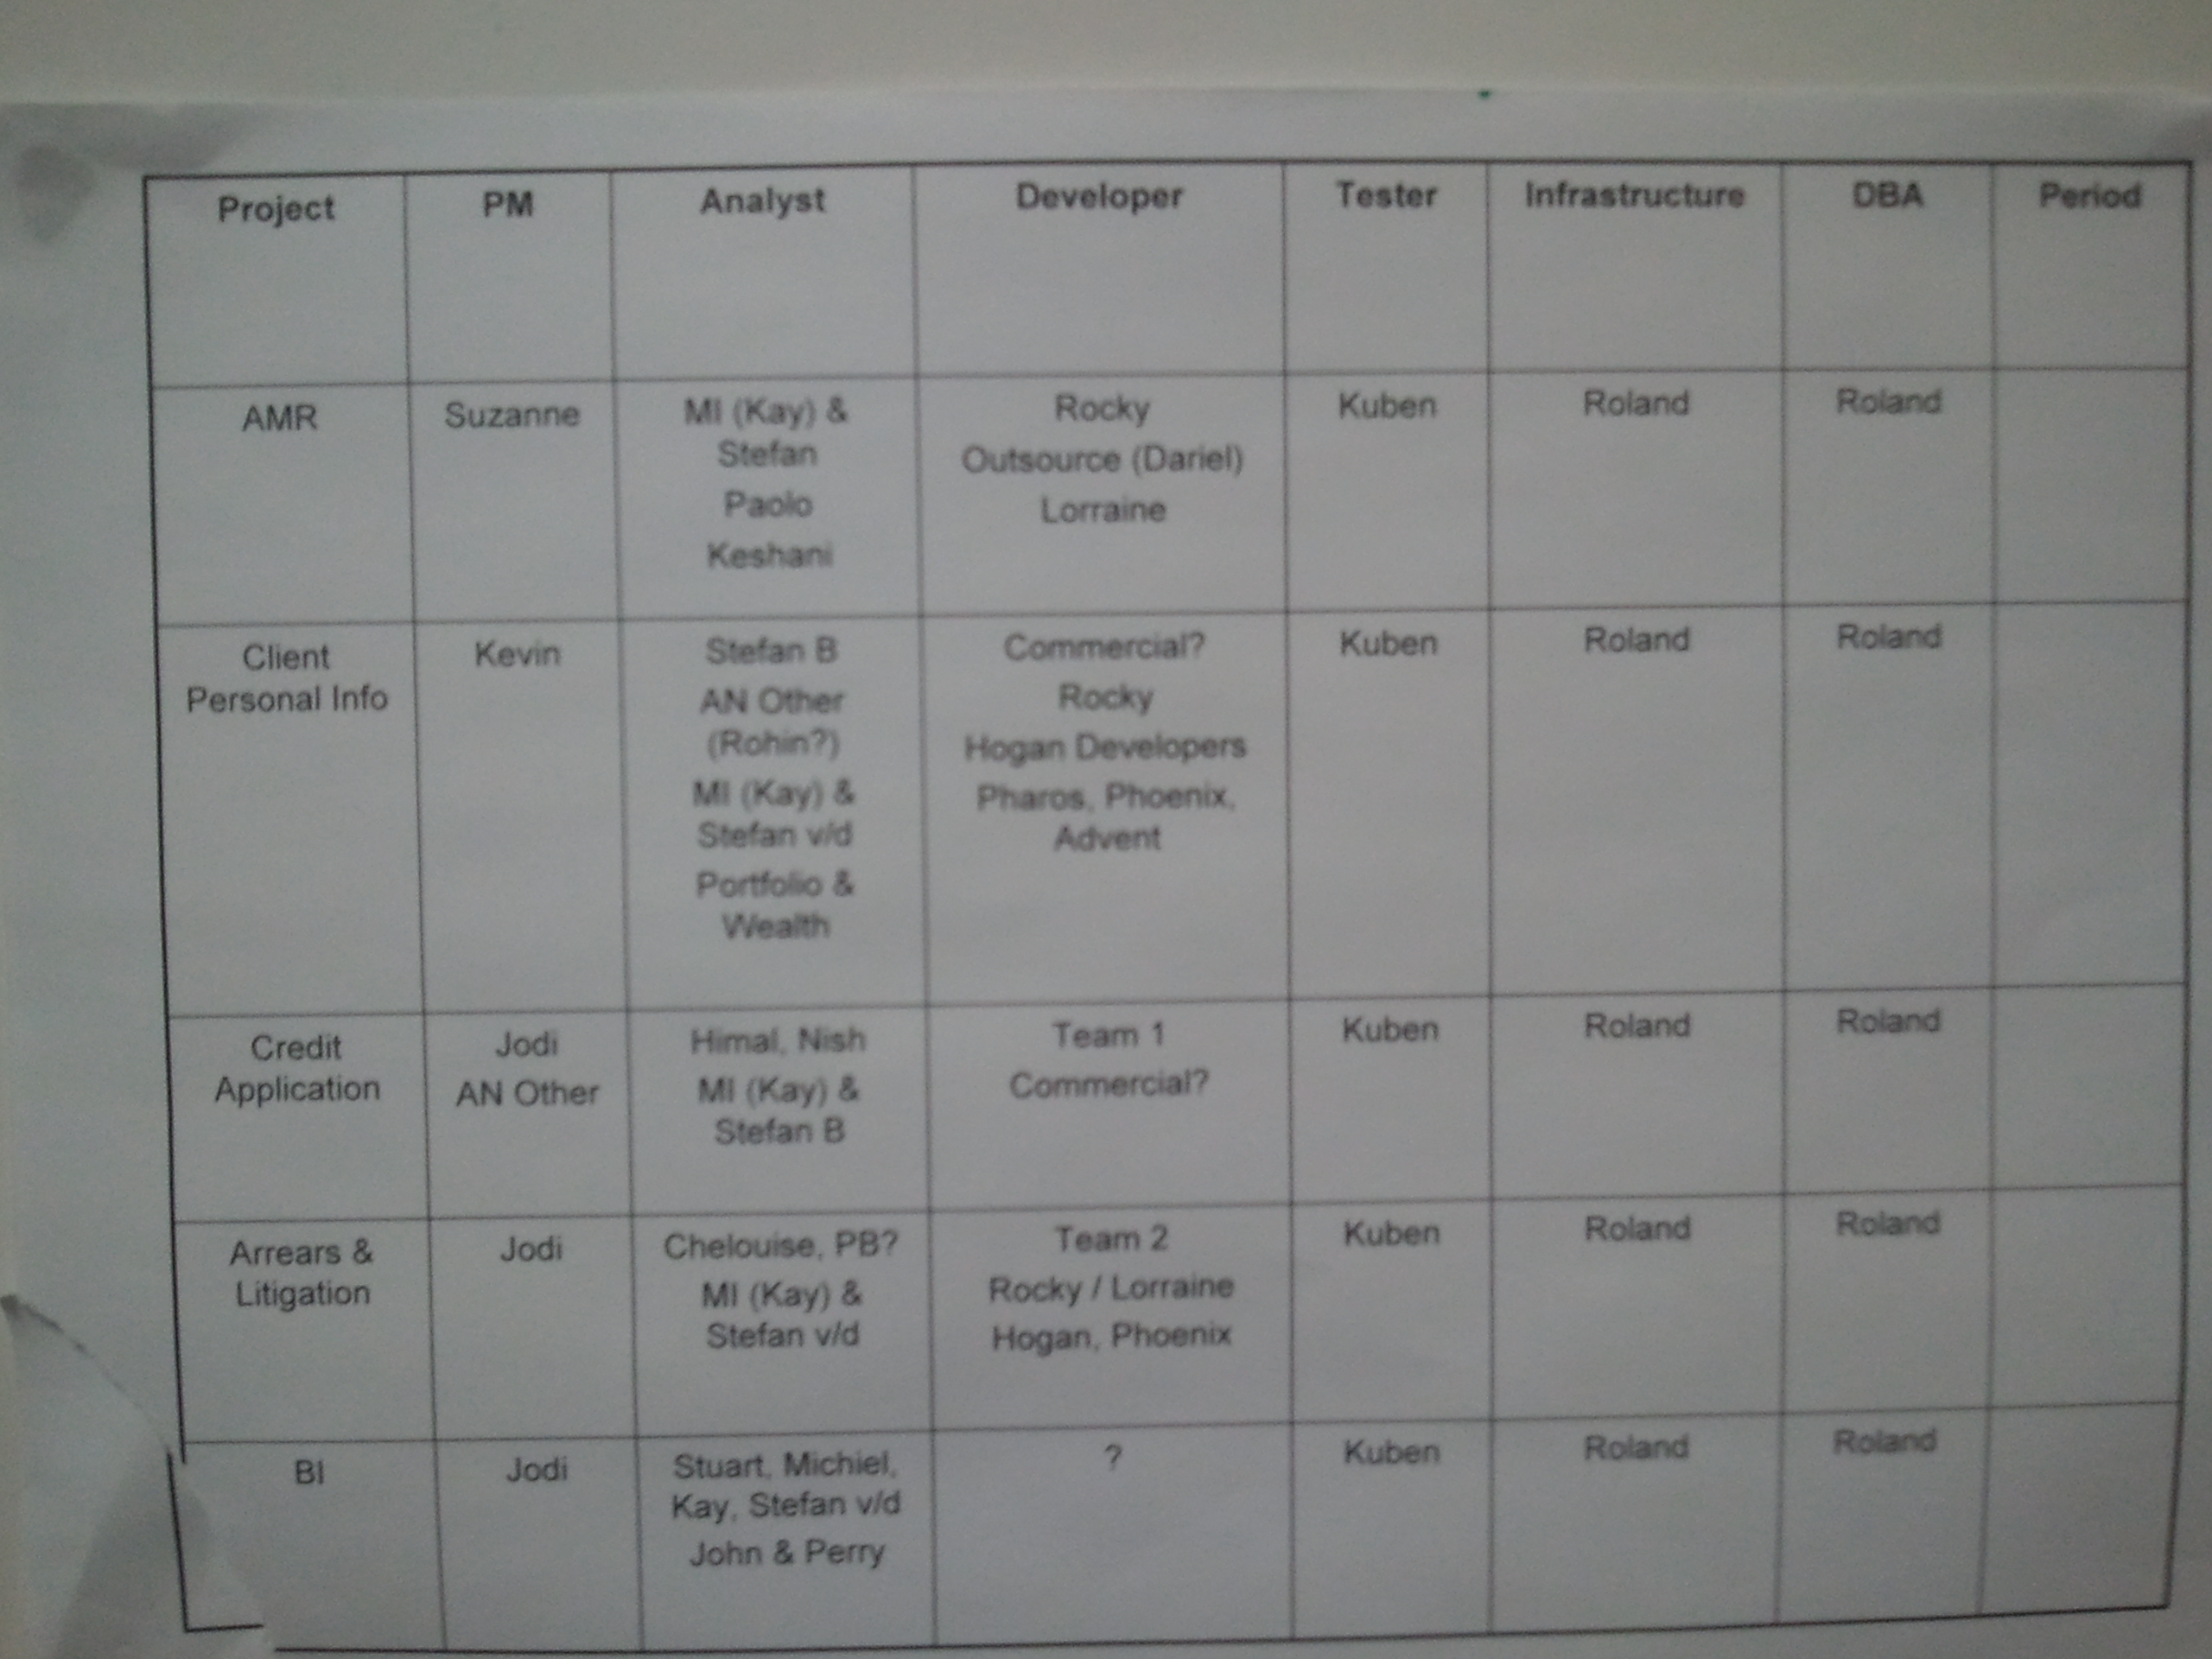 Project PM Analyst Developer Tester Infrastructure DBA Period
AMR Suzanne MI (Kay) & Rocky Kuben Roland Roland
Stefan Outsource (Dariel)
Paolo Lorraine
Keshani
Client Kevin Stefan B Commercial? Kuben Roland Roland
Personal Info AN Other Rocky
(Rohin?) Hogan Developers
MI (Kay) & Pharos, Phoenix,
Stefan v/d Advent
Portfolio &
Wealth
Credit Jodi Himal, Nish Team 1 Kuben Roland Roland
Application AN Other MI (Kay) & Commercial?
Stefan B
Arrears & Jodi Chelouise, PB? Team 2 Kuben Roland Roland
Litigation MI (Kay) & Rocky / Lorraine
Stefan v/d Hogan, Phoenix
BI Jodi Stuart, Michiel, ? Kuben Roland Roland
Kay, Stefan v/d
John & Perry